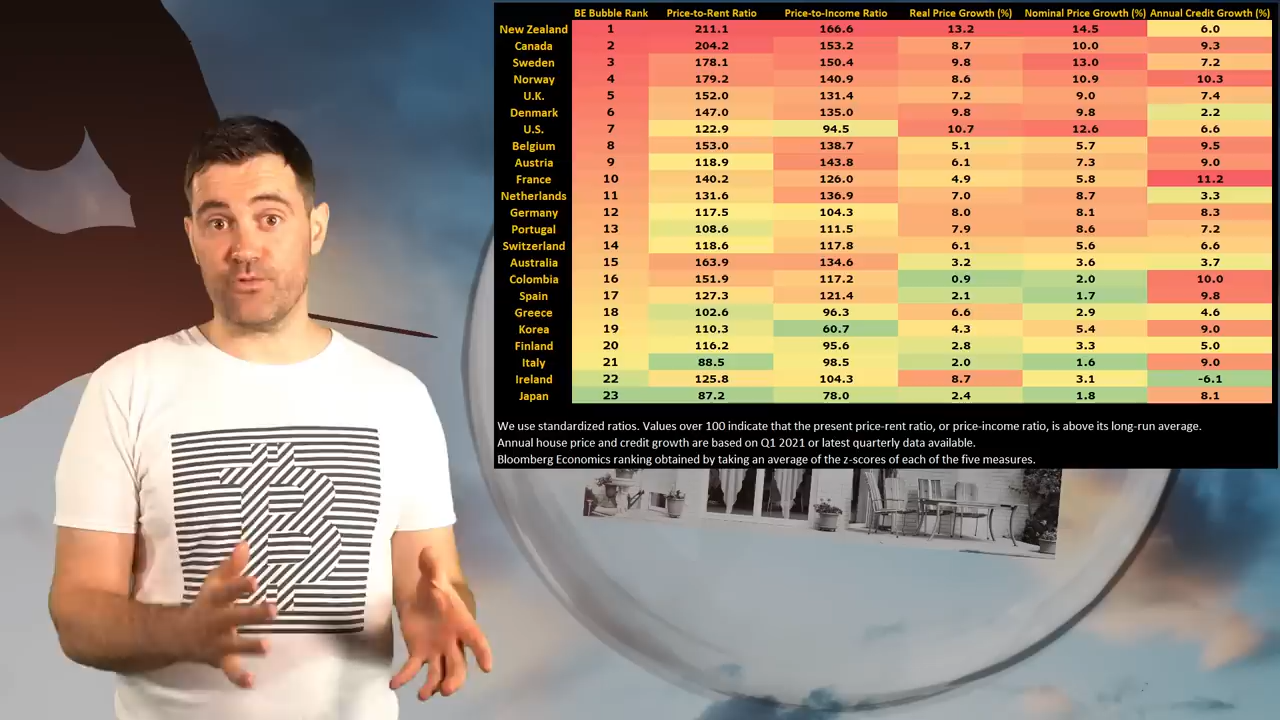 BE Bubble Rank Price-to-Rent Ratio Price-to-Income Ratio Real Price Growth (%) Nominal Price Growth (%) Annual Credit Growth (%)
New Zealand 1 211.1 166.6 13.2 14.5 6.0
Canada 2 204.2 153.2 8.7 10.0 9.3
Sweden 3 178.1 150.4 9.8 13.0 7.2
Norway 4 179.2 140.9 8.6 10.9 10.3
U.K. 5 152.0 131.4 7.2 9.0 7.4
Denmark 6 147.0 135.0 9.8 9.8 2.2
U.S. 7 122.9 94.5 10.7 12.6 6.6
Belgium 8 153.0 138.7 5.1 5.7 9.5
Austria 9 118.9 143.8 6.1 7.3 9.0
France 10 140.2 126.0 4.9 5.8 11.2
Netherlands 11 131.6 136.9 7.0 8.7 3.3
Germany 12 117.5 104.3 8.0 8.1 8.3
Portugal 13 108.6 111.5 7.9 8.6 7.2
Switzerland 14 118.6 117.8 6.1 5.6 6.6
Australia 15 163.9 134.6 3.2 3.6 3.7
Colombia 16 151.9 117.2 0.9 2.0 10.0
Spain 17 127.3 121.4 2.1 1.7 9.8
Greece 18 102.6 96.3 6.6 2.9 4.6
Korea 19 110.3 60.7 4.3 5.4 9.0
Finland 20 116.2 95.6 2.8 3.3 5.0
Italy 21 88.5 98.5 2.0 1.6 9.0
Ireland 22 125.8 104.3 8.7 3.1 -6.1
Japan 23 87.2 78.0 2.4 1.8 8.1
We use standardized ratios. Values over 100 indicate that the present price-rent ratio, or price-income ratio, is above its long-run average.
Annual house price and credit growth are based on Q1 2021 or latest quarterly data available.
Bloomberg Economics ranking obtained by taking an average of the z-scores of each of the five measures.